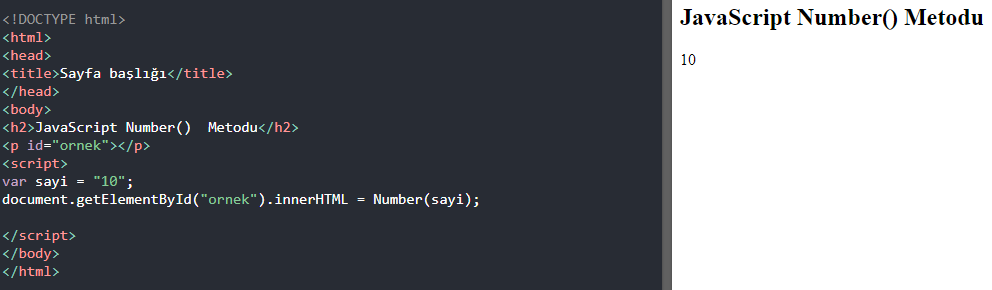 <!DOCTYPE html>
<html>
<head>
<title>Sayfa başlığı</title>
</head>
<body>
<h2>JavaScript Number()  Metodu</h2>
<p id="ornek"></p>
<script>
var sayi = "10";
document.getElementById("ornek").innerHTML = Number(sayi);
</script>
</body>
</html>
JavaScript Number() Metodu
10